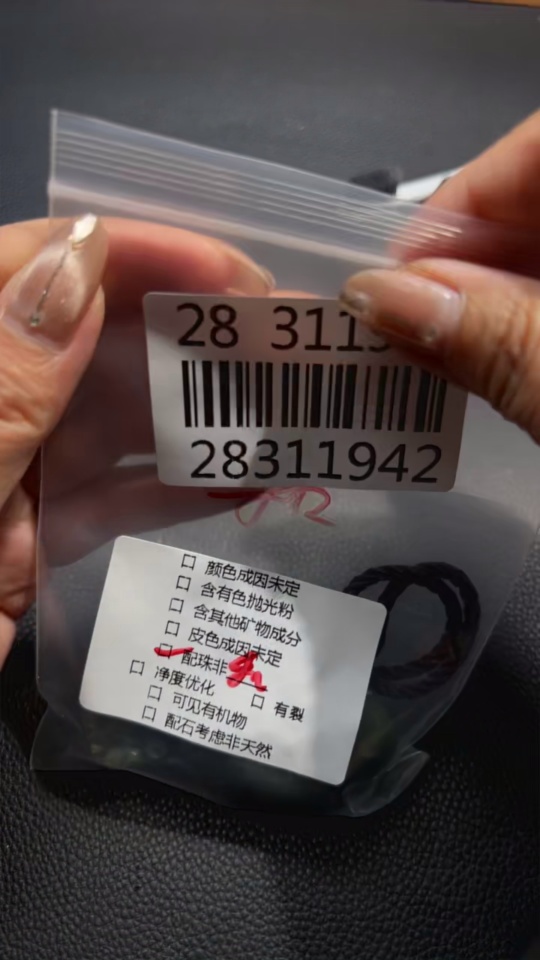 28 311
28311942
□ 颜色成因未定
□ 含有色抛光粉
□ 含其他矿物成分
□ 皮色成因未定
□ 配珠非
□ 净度优化 □ 有裂
□ 可见有机物
□ 配石考虑非天然